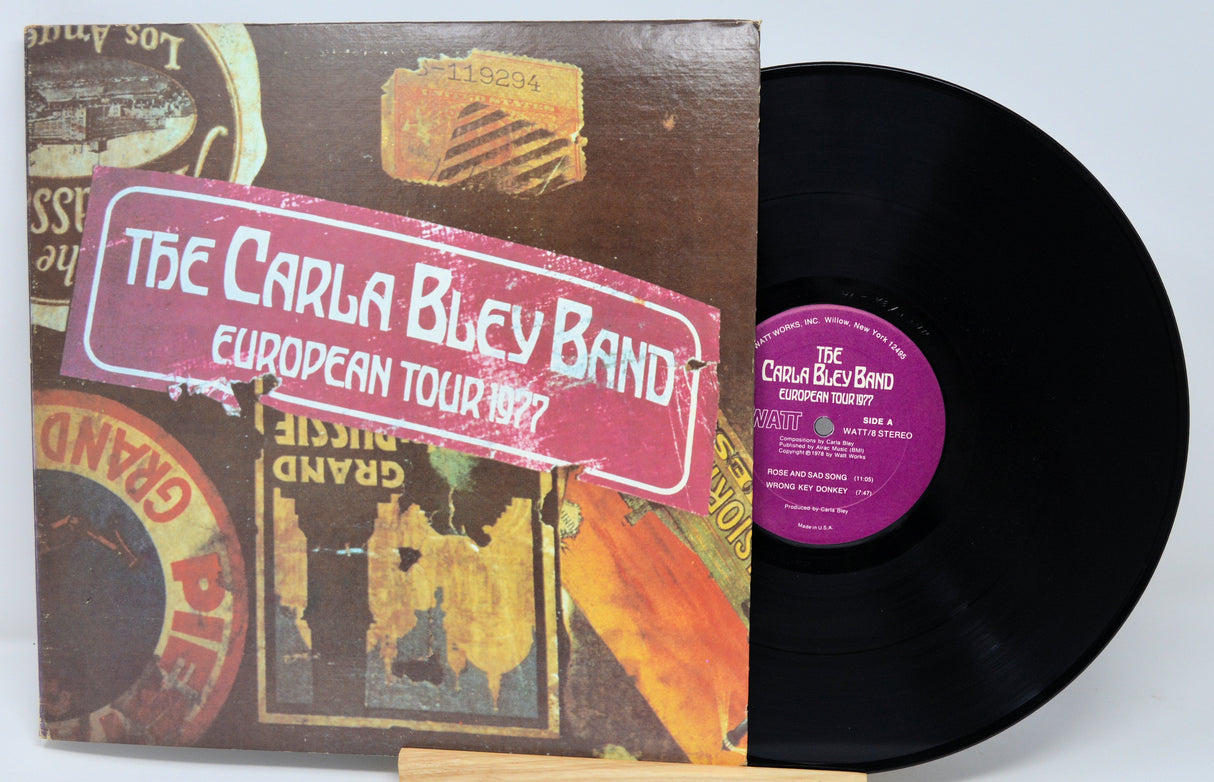 Los Ange
-119294
THE CARLA BLEY BAND
EUROPEAN TOUR 1977
GRAND
RUSSIE
GRAND
PIE
WATT WORKS, INC. Willow, New York 12495
THE
CARLA BLEY BAND
EUROPEAN TOUR 1977
WATT
SIDE A
WATT/8 STEREO
Compositions by Carla Bley
Published by Alrac Music (BMI)
Copyright ℗ 1978 by Watt Works
ROSE AND SAD SONG (11:05)
WRONG KEY DONKEY (7:47)
Produced by Carla Bley
Made in U.S.A.